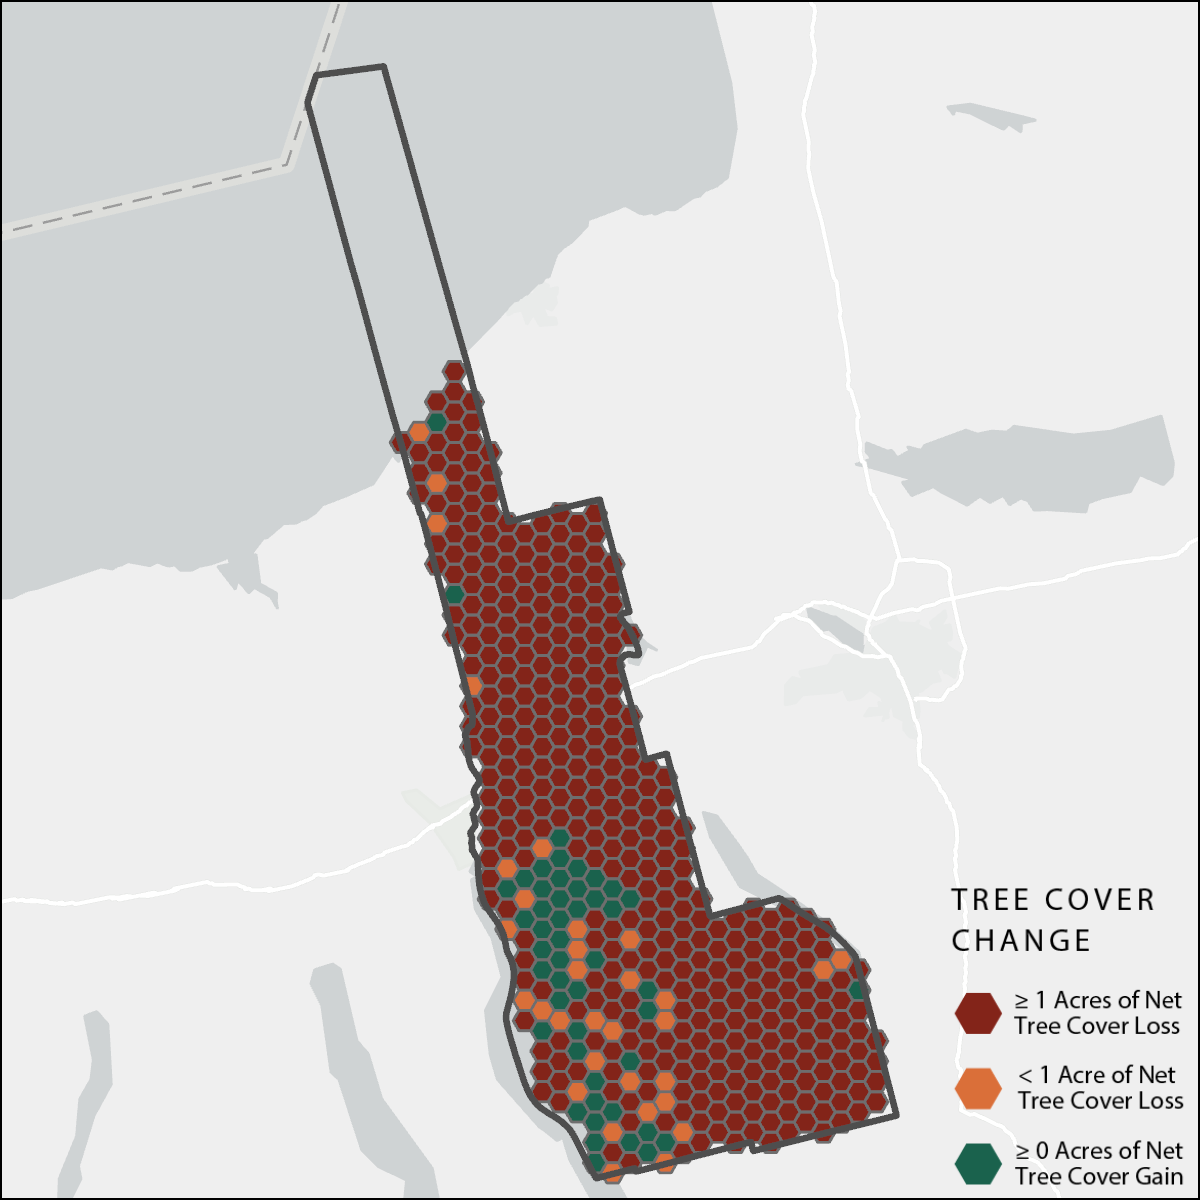 TREE COVER
CHANGE
≥ 1 Acres of Net
Tree Cover Loss
< 1 Acre of Net
Tree Cover Loss
≥ 0 Acres of Net
Tree Cover Gain